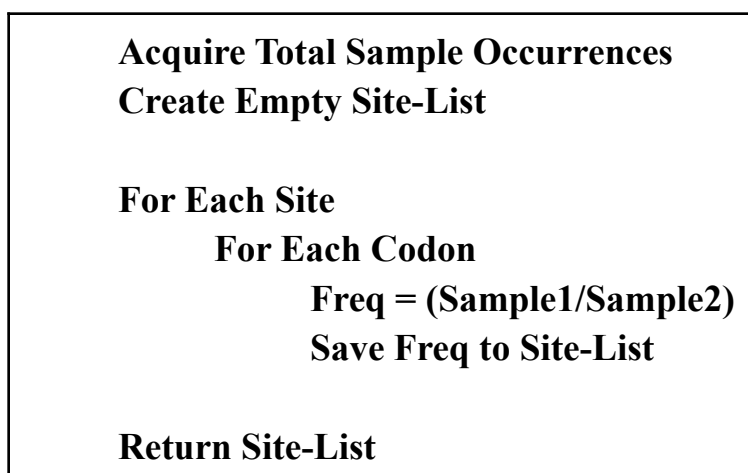 Acquire Total Sample Occurrences
Create Empty Site-List
For Each Site
For Each Codon
Freq = (Sample1/Sample2)
Save Freq to Site-List
Return Site-List